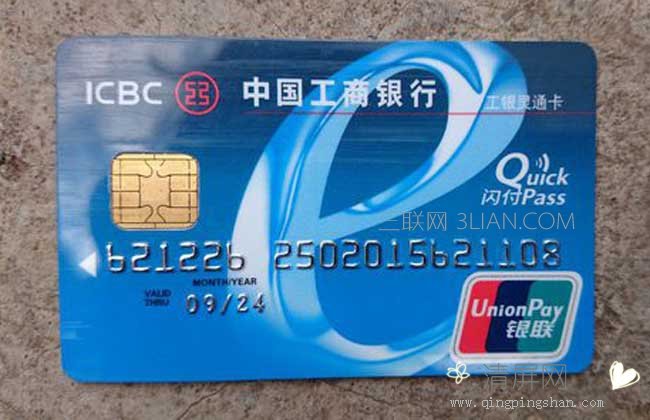 ICBC 中国工商银行
工银灵通卡
Quick
闪付Pass
三联网 3LIAN.COM
621226 2502015621108
MONTH/YEAR
VALID THRU 09/24
UnionPay
银联
清屏网
www.qingpingshan.com